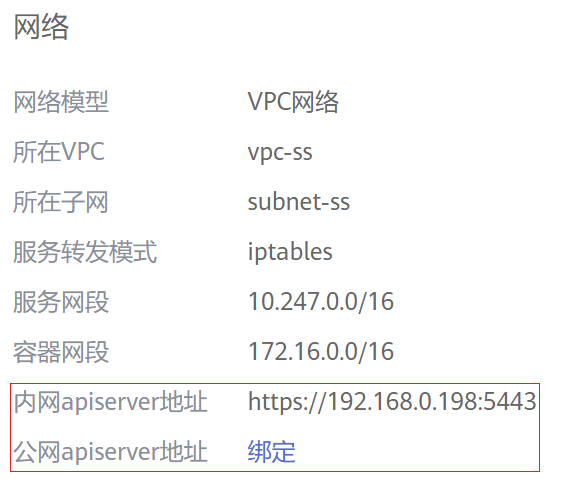 网络
网络模型 VPC网络
所在VPC vpc-ss
所在子网 subnet-ss
服务转发模式 iptables
服务网段 10.247.0.0/16
容器网段 172.16.0.0/16
内网apiserver地址 https://192.168.0.198:5443
公网apiserver地址 绑定